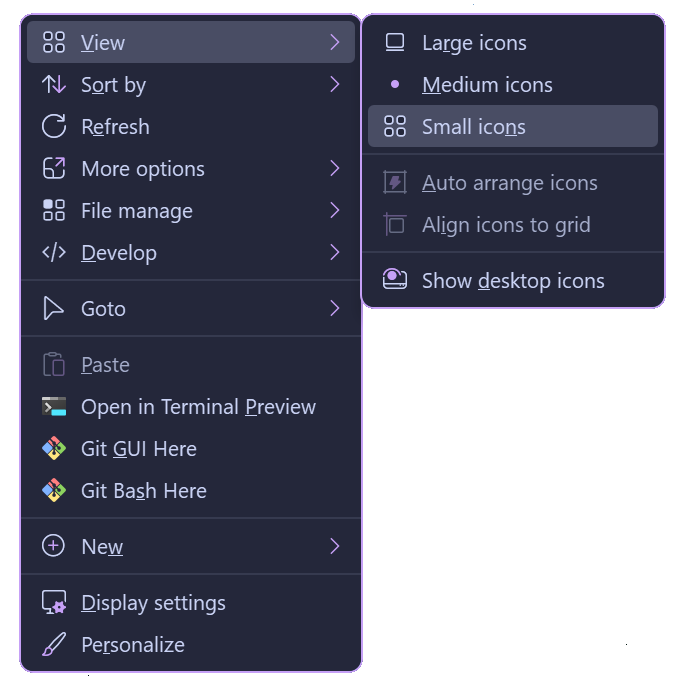 View
Sort by
Refresh
More options
File manage
Develop
Goto
Paste
Open in Terminal Preview
Git GUI Here
Git Bash Here
New
Display settings
Personalize
Large icons
Medium icons
Small icons
Auto arrange icons
Align icons to grid
Show desktop icons